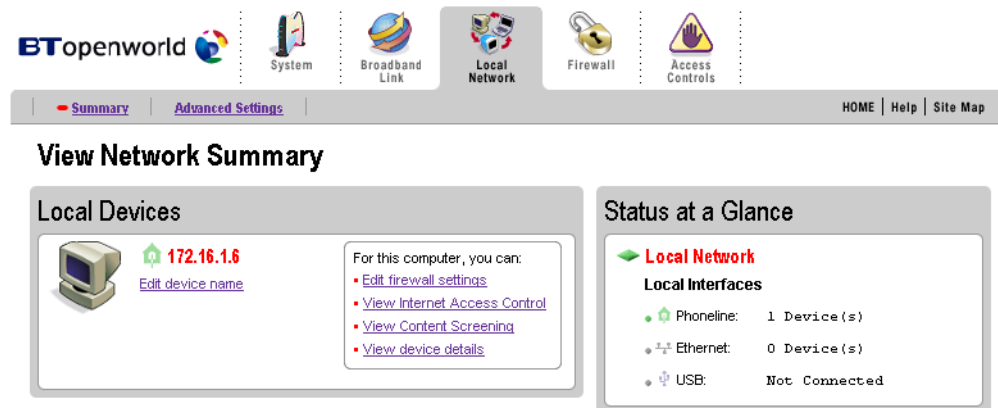 BTopenworld
System
Broadband
Link
Local
Network
Firewall
Access
Controls
Summary
Advanced Settings
HOME | Help | Site Map
View Network Summary
Local Devices
172.16.1.6
Edit device name
For this computer, you can:
Edit firewall settings
View Internet Access Control
View Content Screening
View device details
Status at a Glance
Local Network
Local Interfaces
Phoneline: 1 Device(s)
Ethernet: 0 Device(s)
USB: Not Connected